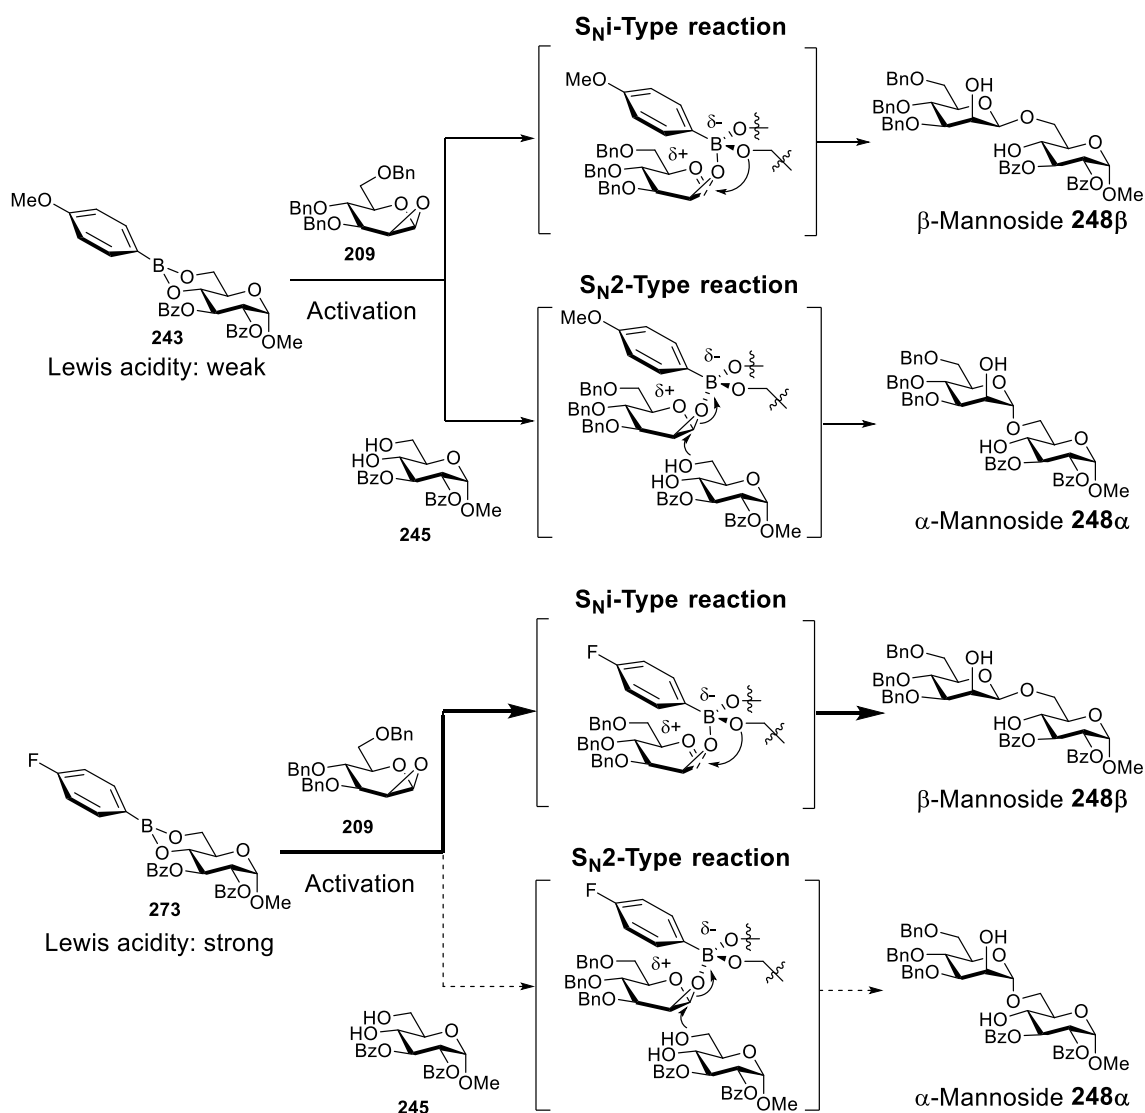 SNi-Type reaction
MeO
δ-
B
O
O
BnO
δ+
O
O
BnO
BnO
BnO
OH
BnO
O
BnO
O
O
HO
BzO
BzO
OMe
β-Mannoside 248β
MeO
B
O
O
O
BzO
BzO
OMe
243
Lewis acidity: weak
OBn
BnO
O
O
BnO
209
Activation
SN2-Type reaction
MeO
δ-
B
O
O
BnO
δ+
O
O
BnO
BnO
HO
HO
O
BzO
BzO
OMe
HO
HO
O
BzO
BzO
OMe
245
BnO
OH
BnO
O
BnO
O
O
HO
BzO
BzO
OMe
α-Mannoside 248α
SNi-Type reaction
F
δ-
B
O
O
BnO
δ+
O
O
BnO
BnO
BnO
OH
BnO
O
BnO
O
O
HO
BzO
BzO
OMe
β-Mannoside 248β
F
B
O
O
O
BzO
BzO
OMe
273
Lewis acidity: strong
OBn
BnO
O
O
BnO
209
Activation
SN2-Type reaction
F
δ-
B
O
O
BnO
δ+
O
O
BnO
BnO
HO
HO
O
BzO
BzO
OMe
HO
HO
O
BzO
BzO
OMe
245
BnO
OH
BnO
O
BnO
O
O
HO
BzO
BzO
OMe
α-Mannoside 248α